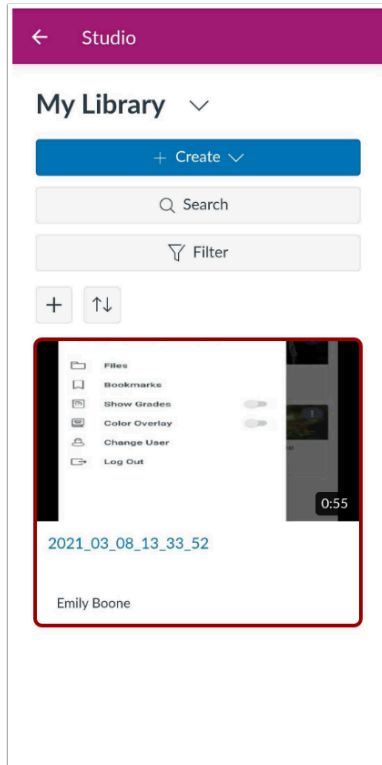 Studio
My Library
+ Create
Search
Filter
Files
Bookmarks
Show Grades
Color Overlay
Change User
Log Out
0:55
2021_03_08_13_33_52
Emily Boone